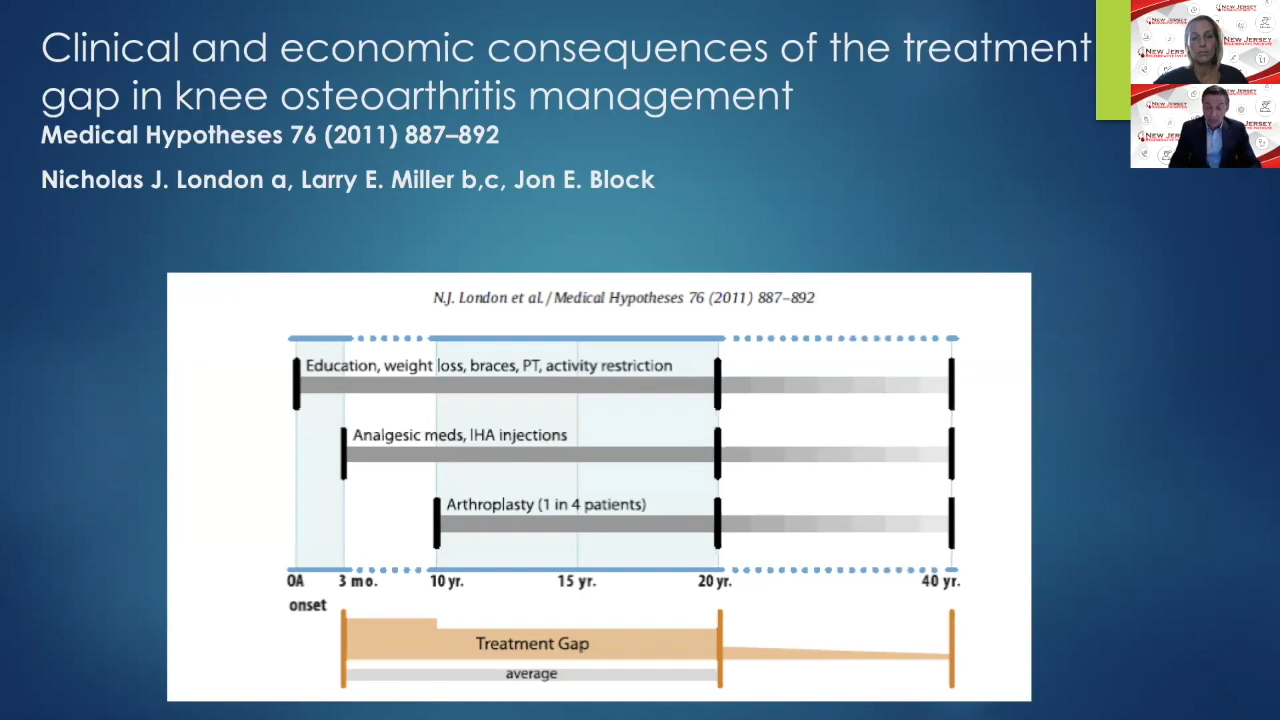 Clinical and economic consequences of the treatment
gap in knee osteoarthritis management
Medical Hypotheses 76 (2011) 887–892
Nicholas J. London a, Larry E. Miller b,c, Jon E. Block
N.J. London et al. / Medical Hypotheses 76 (2011) 887–892
Education, weight loss, braces, PT, activity restriction
Analgesic meds, IHA injections
Arthroplasty (1 in 4 patients)
OA 3 mo. 10 yr. 15 yr. 20 yr. 40 yr.
onset
Treatment Gap
average